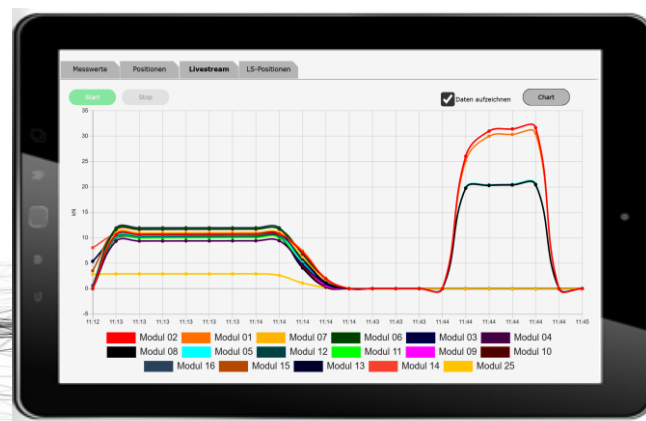 Messwerte Positionen Livestream LS-Positionen
Start Stop Daten aufzeichnen Chart
35
30
25
20
15
kN
10
5
0
-5
11:12 11:13 11:13 11:13 11:13 11:13 11:14 11:14 11:14 11:14 11:14 11:14 11:43 11:43 11:43 11:44 11:44 11:44 11:44 11:44 11:44 11:45
Modul 02 Modul 01 Modul 07 Modul 06 Modul 03 Modul 04
Modul 08 Modul 05 Modul 12 Modul 11 Modul 09 Modul 10
Modul 16 Modul 15 Modul 13 Modul 14 Modul 25